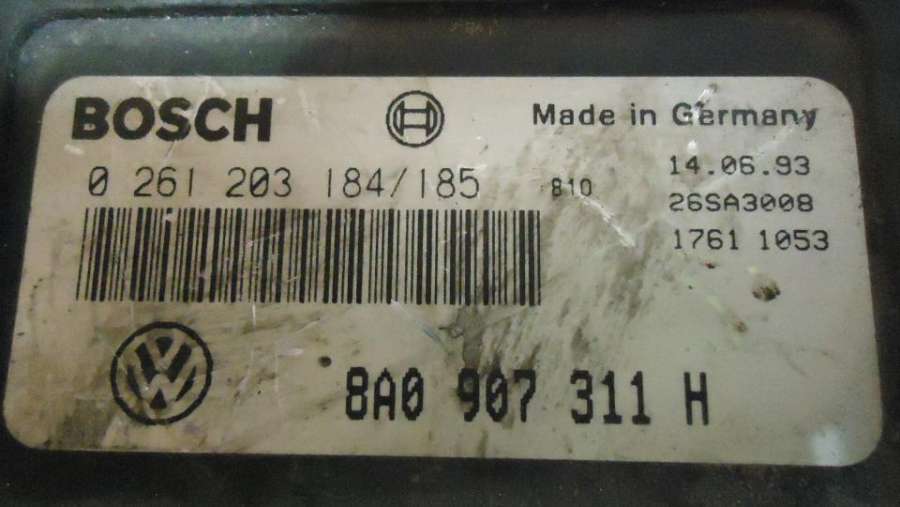 BOSCH
Made in Germany
0 261 203 184/185
810
14.06.93
26SA3008
1761 1053
8A0 907 311 H